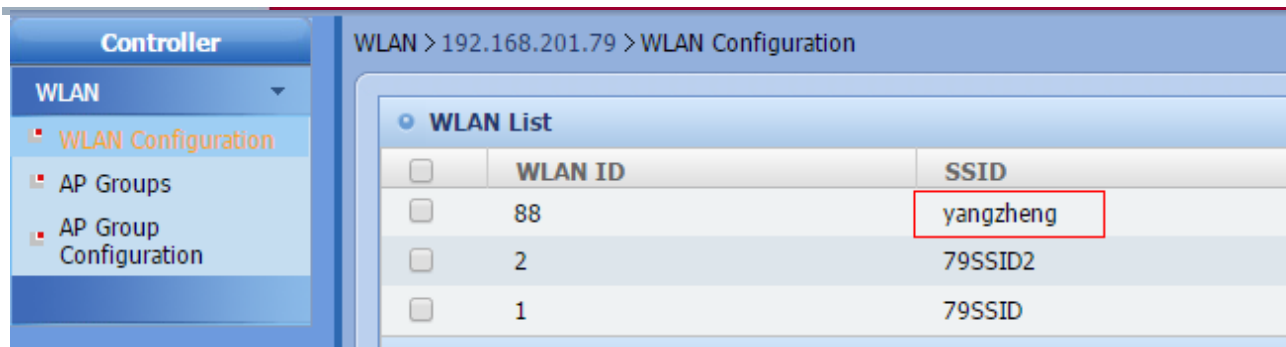 Controller
WLAN
WLAN Configuration
AP Groups
AP Group
Configuration
WLAN > 192.168.201.79 > WLAN Configuration
WLAN List
WLAN ID SSID
88 yangzheng
2 79SSID2
1 79SSID